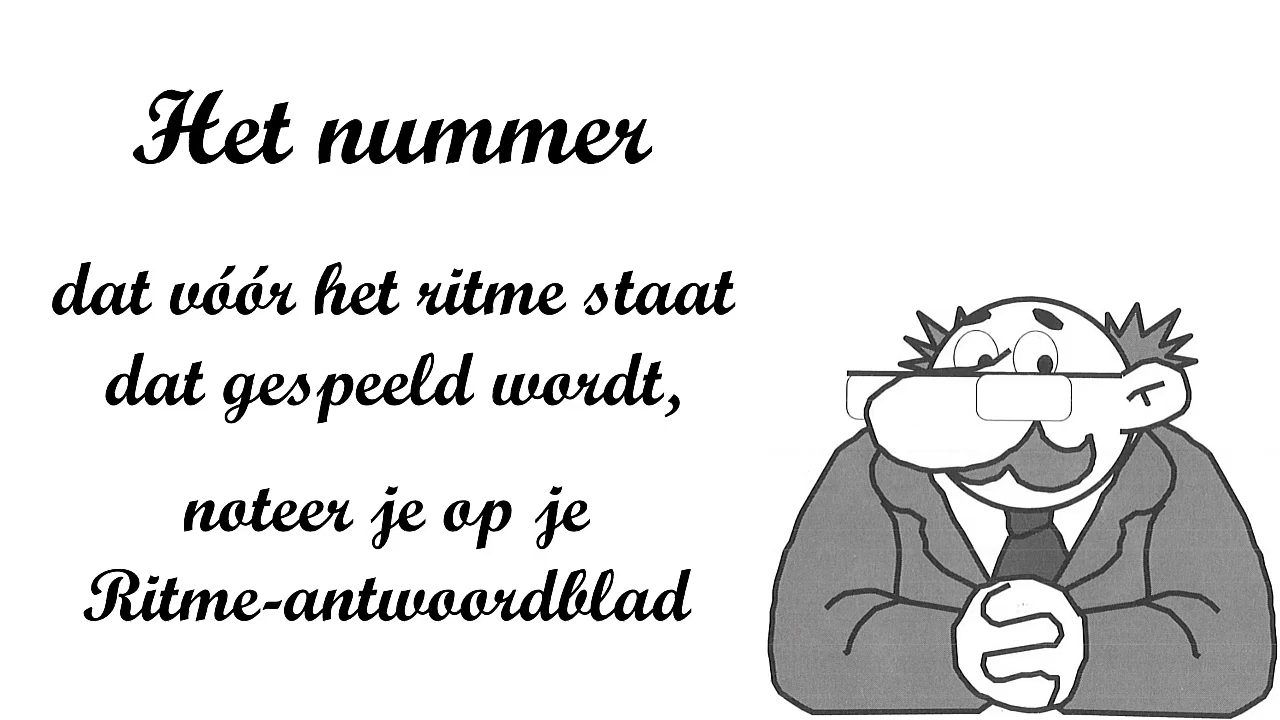 Het nummer
dat vóór het ritme staat
dat gespeeld wordt,
noteer je op je
Ritme-antwoordblad